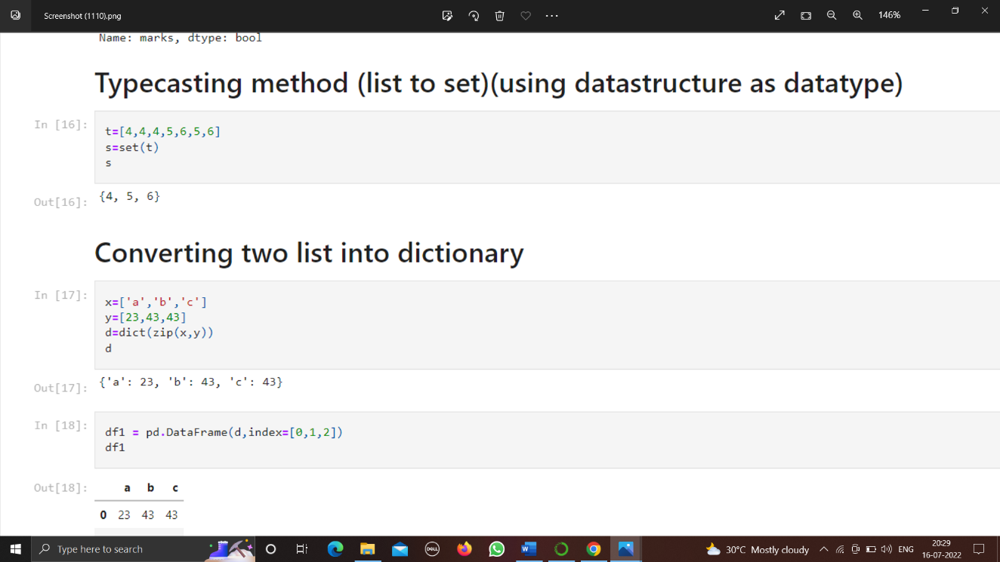 Screenshot (1110).png
146%
Name: marks, dtype: bool
Typecasting method (list to set)(using datastructure as datatype)
In [16]:
t=[4,4,4,5,6,5,6]
s=set(t)
s
Out[16]:
{4, 5, 6}
Converting two list into dictionary
In [17]:
x=['a','b','c']
y=[23,43,43]
d=dict(zip(x,y))
d
Out[17]:
{'a': 23, 'b': 43, 'c': 43}
In [18]:
df1 = pd.DataFrame(d,index=[0,1,2])
df1
Out[18]:
a b c
0 23 43 43
Type here to search
DELL
W
30°C Mostly cloudy
ENG
20:29
16-07-2022